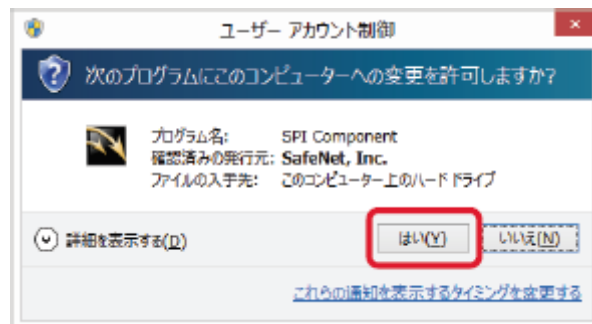 ユーザー アカウント制御
次のプログラムにこのコンピューターへの変更を許可しますか?
プログラム名: SPI Component
確認済みの発行元: SafeNet, Inc.
ファイルの入手先: このコンピューター上のハード ドライブ
詳細を表示する(D) はい(Y) いいえ(N)
これらの通知を表示するタイミングを変更する